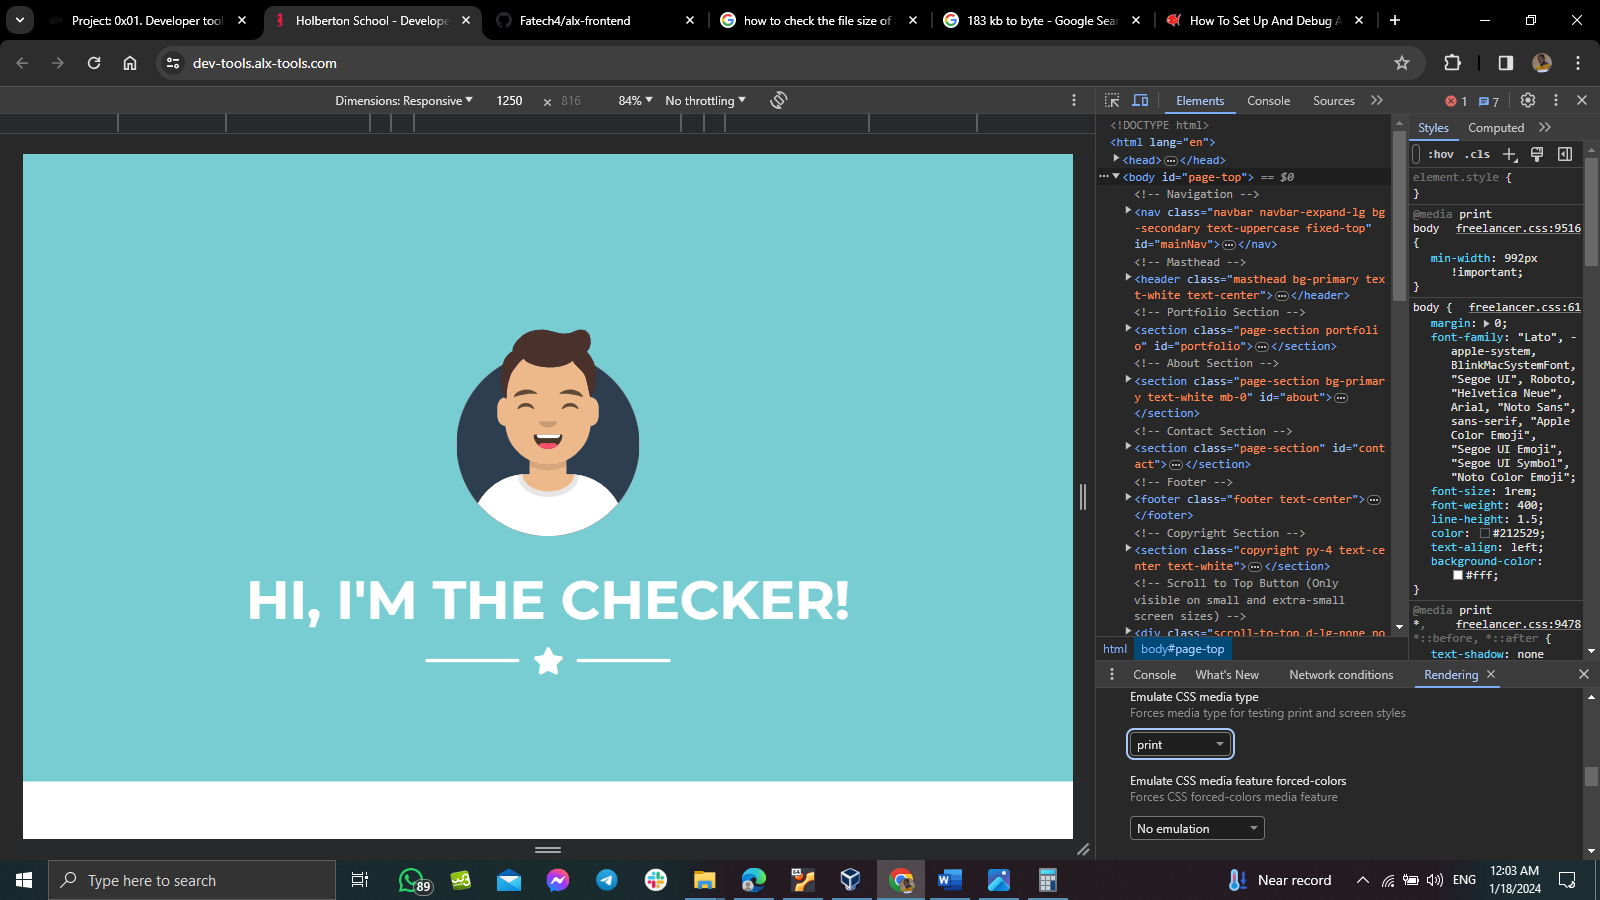 Project: 0x01. Developer tool
Holberton School - Develope
Fatech4/alx-frontend
how to check the file size of
183 kb to byte - Google Sea
How To Set Up And Debug A
dev-tools.alx-tools.com
Dimensions: Responsive 1250 × 816 84% No throttling
Elements Console Sources 1 7
<!DOCTYPE html>
<html lang="en">
<head></head>
<body id="page-top"> == $0
<!-- Navigation -->
<nav class="navbar navbar-expand-lg bg
-secondary text-uppercase fixed-top"
id="mainNav"></nav>
<!-- Masthead -->
<header class="masthead bg-primary tex
t-white text-center"></header>
<!-- Portfolio Section -->
<section class="page-section portfoli
o" id="portfolio"></section>
<!-- About Section -->
<section class="page-section bg-primar
y text-white mb-0" id="about">
</section>
<!-- Contact Section -->
<section class="page-section" id="cont
act"></section>
<!-- Footer -->
<footer class="footer text-center">
</footer>
<!-- Copyright Section -->
<section class="copyright py-4 text-ce
nter text-white"></section>
<!-- Scroll to Top Button (Only
visible on small and extra-small
screen sizes) -->
<div class="scroll-to-top d-lg-none po
html body#page-top
Styles Computed
:hov .cls
element.style {
}
@media print
body freelancer.css:9516
{
min-width: 992px
!important;
}
body { freelancer.css:61
margin: 0;
font-family: "Lato", -
apple-system,
BlinkMacSystemFont,
"Segoe UI", Roboto,
"Helvetica Neue",
Arial, "Noto Sans",
sans-serif, "Apple
Color Emoji",
"Segoe UI Emoji",
"Segoe UI Symbol",
"Noto Color Emoji";
font-size: 1rem;
font-weight: 400;
line-height: 1.5;
color: #212529;
text-align: left;
background-color:
#fff;
}
@media print
*, freelancer.css:9478
*::before, *::after {
text-shadow: none
HI, I'M THE CHECKER!
Console What's New Network conditions Rendering
Emulate CSS media type
Forces media type for testing print and screen styles
print
Emulate CSS media feature forced-colors
Forces CSS forced-colors media feature
No emulation
Type here to search
89
Near record
ENG
12:03 AM
1/18/2024